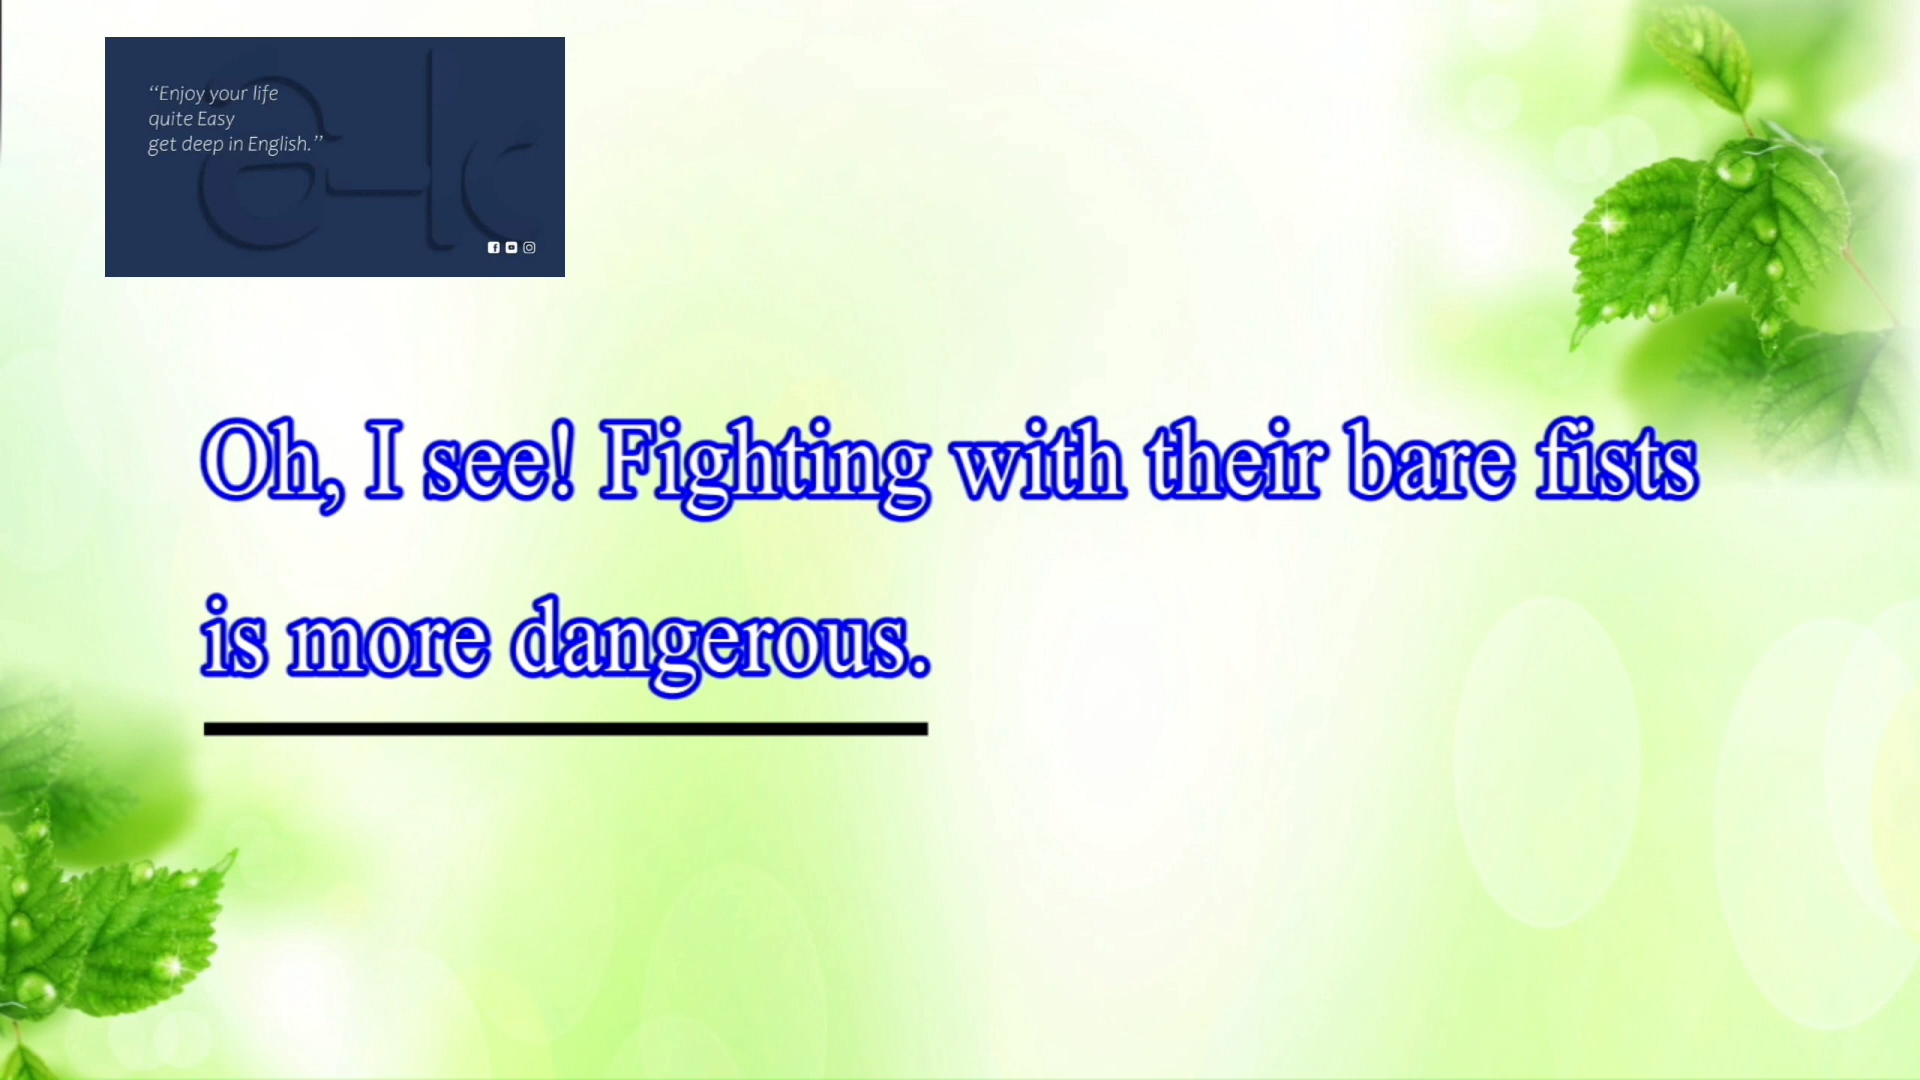 “Enjoy your life
quite Easy
get deep in English.”
Oh, I see! Fighting with their bare fists
is more dangerous.